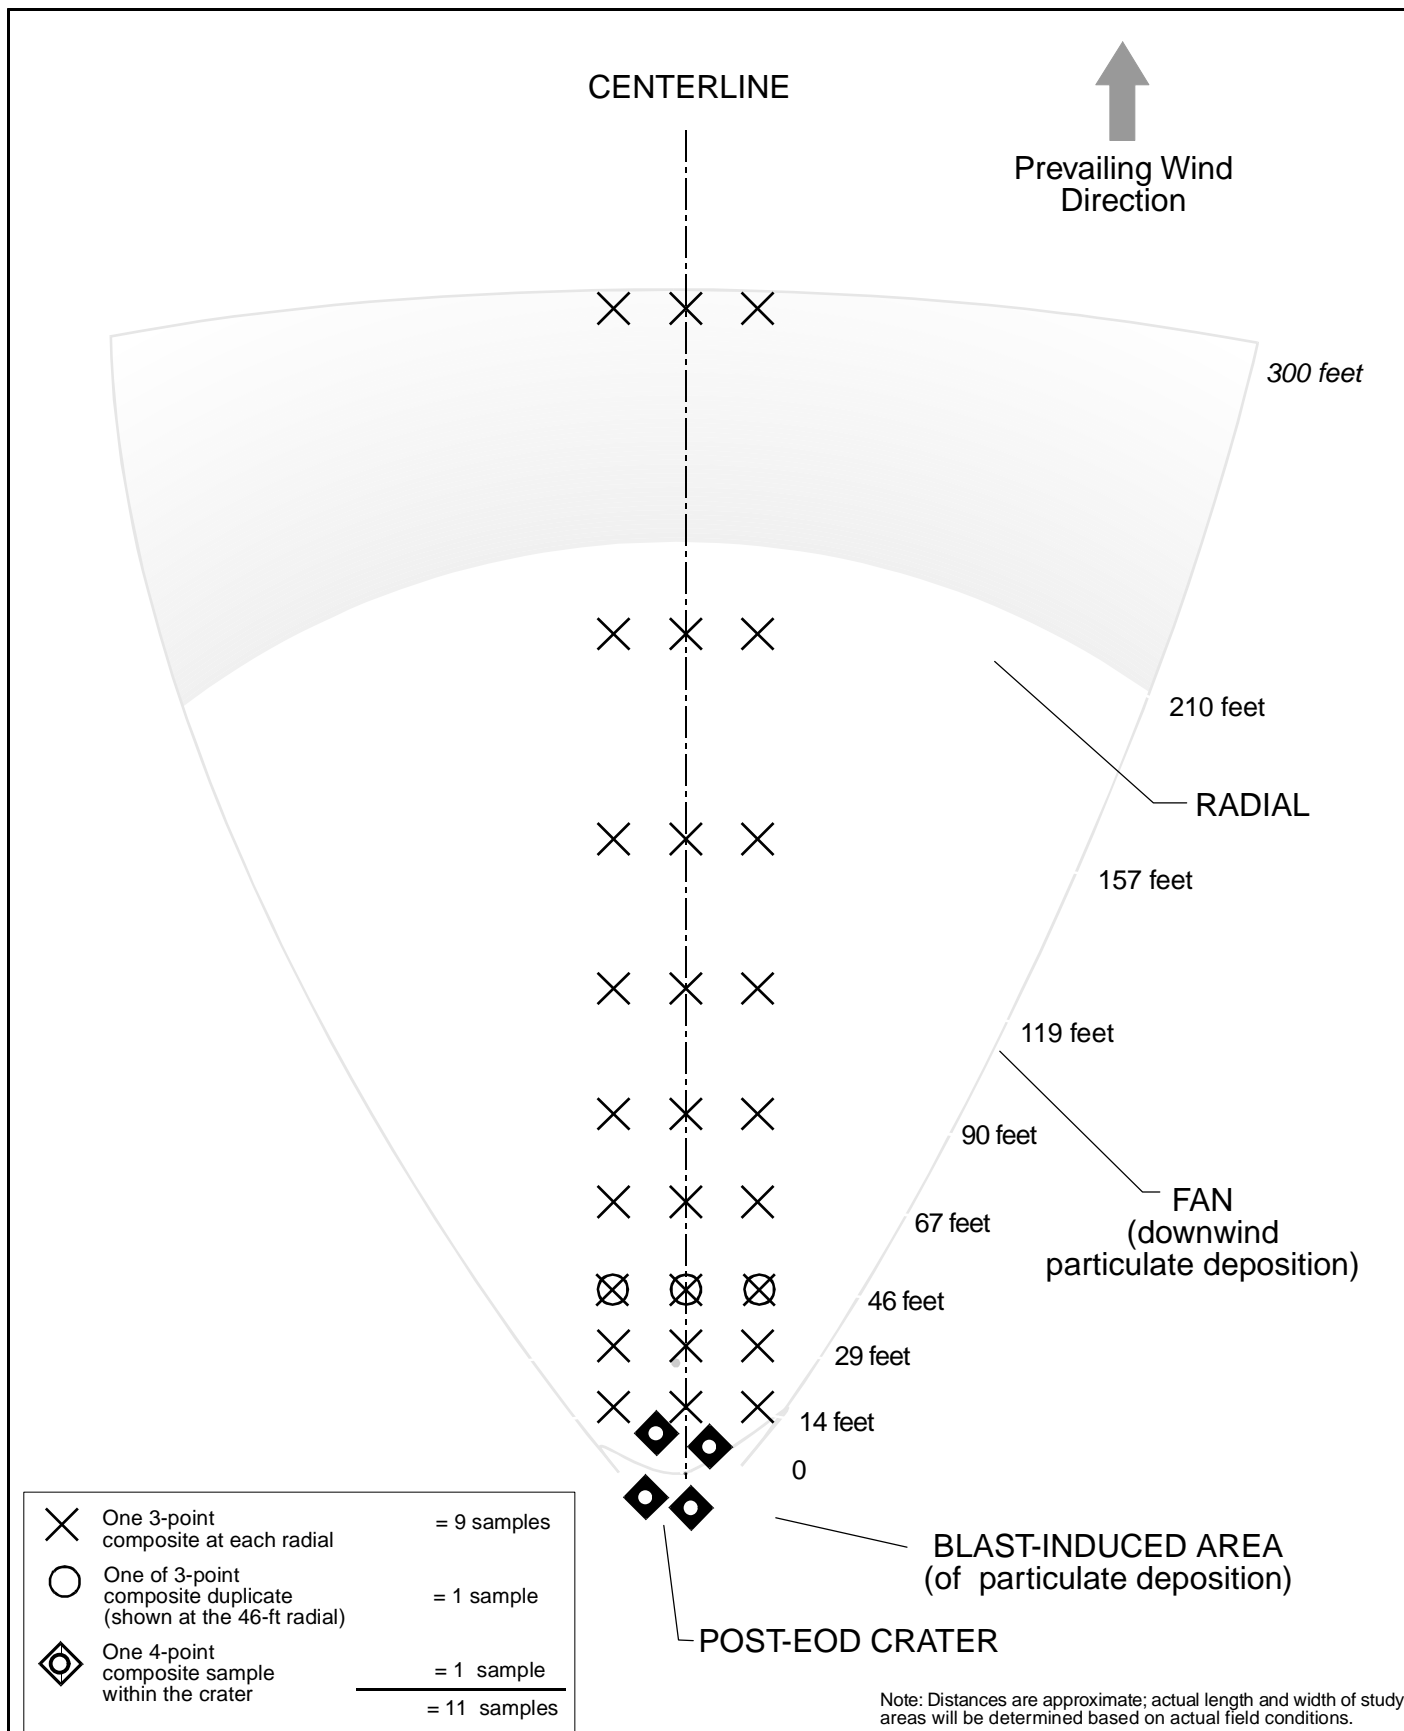 CENTERLINE
Prevailing Wind
Direction
300 feet
210 feet
RADIAL
157 feet
119 feet
90 feet
FAN
(downwind
particulate deposition)
67 feet
46 feet
29 feet
14 feet
0
BLAST-INDUCED AREA
(of particulate deposition)
POST-EOD CRATER
One 3-point
composite at each radial = 9 samples
One of 3-point
composite duplicate = 1 sample
(shown at the 46-ft radial)
One 4-point
composite sample = 1 sample
within the crater
= 11 samples
Note: Distances are approximate; actual length and width of study
areas will be determined based on actual field conditions.